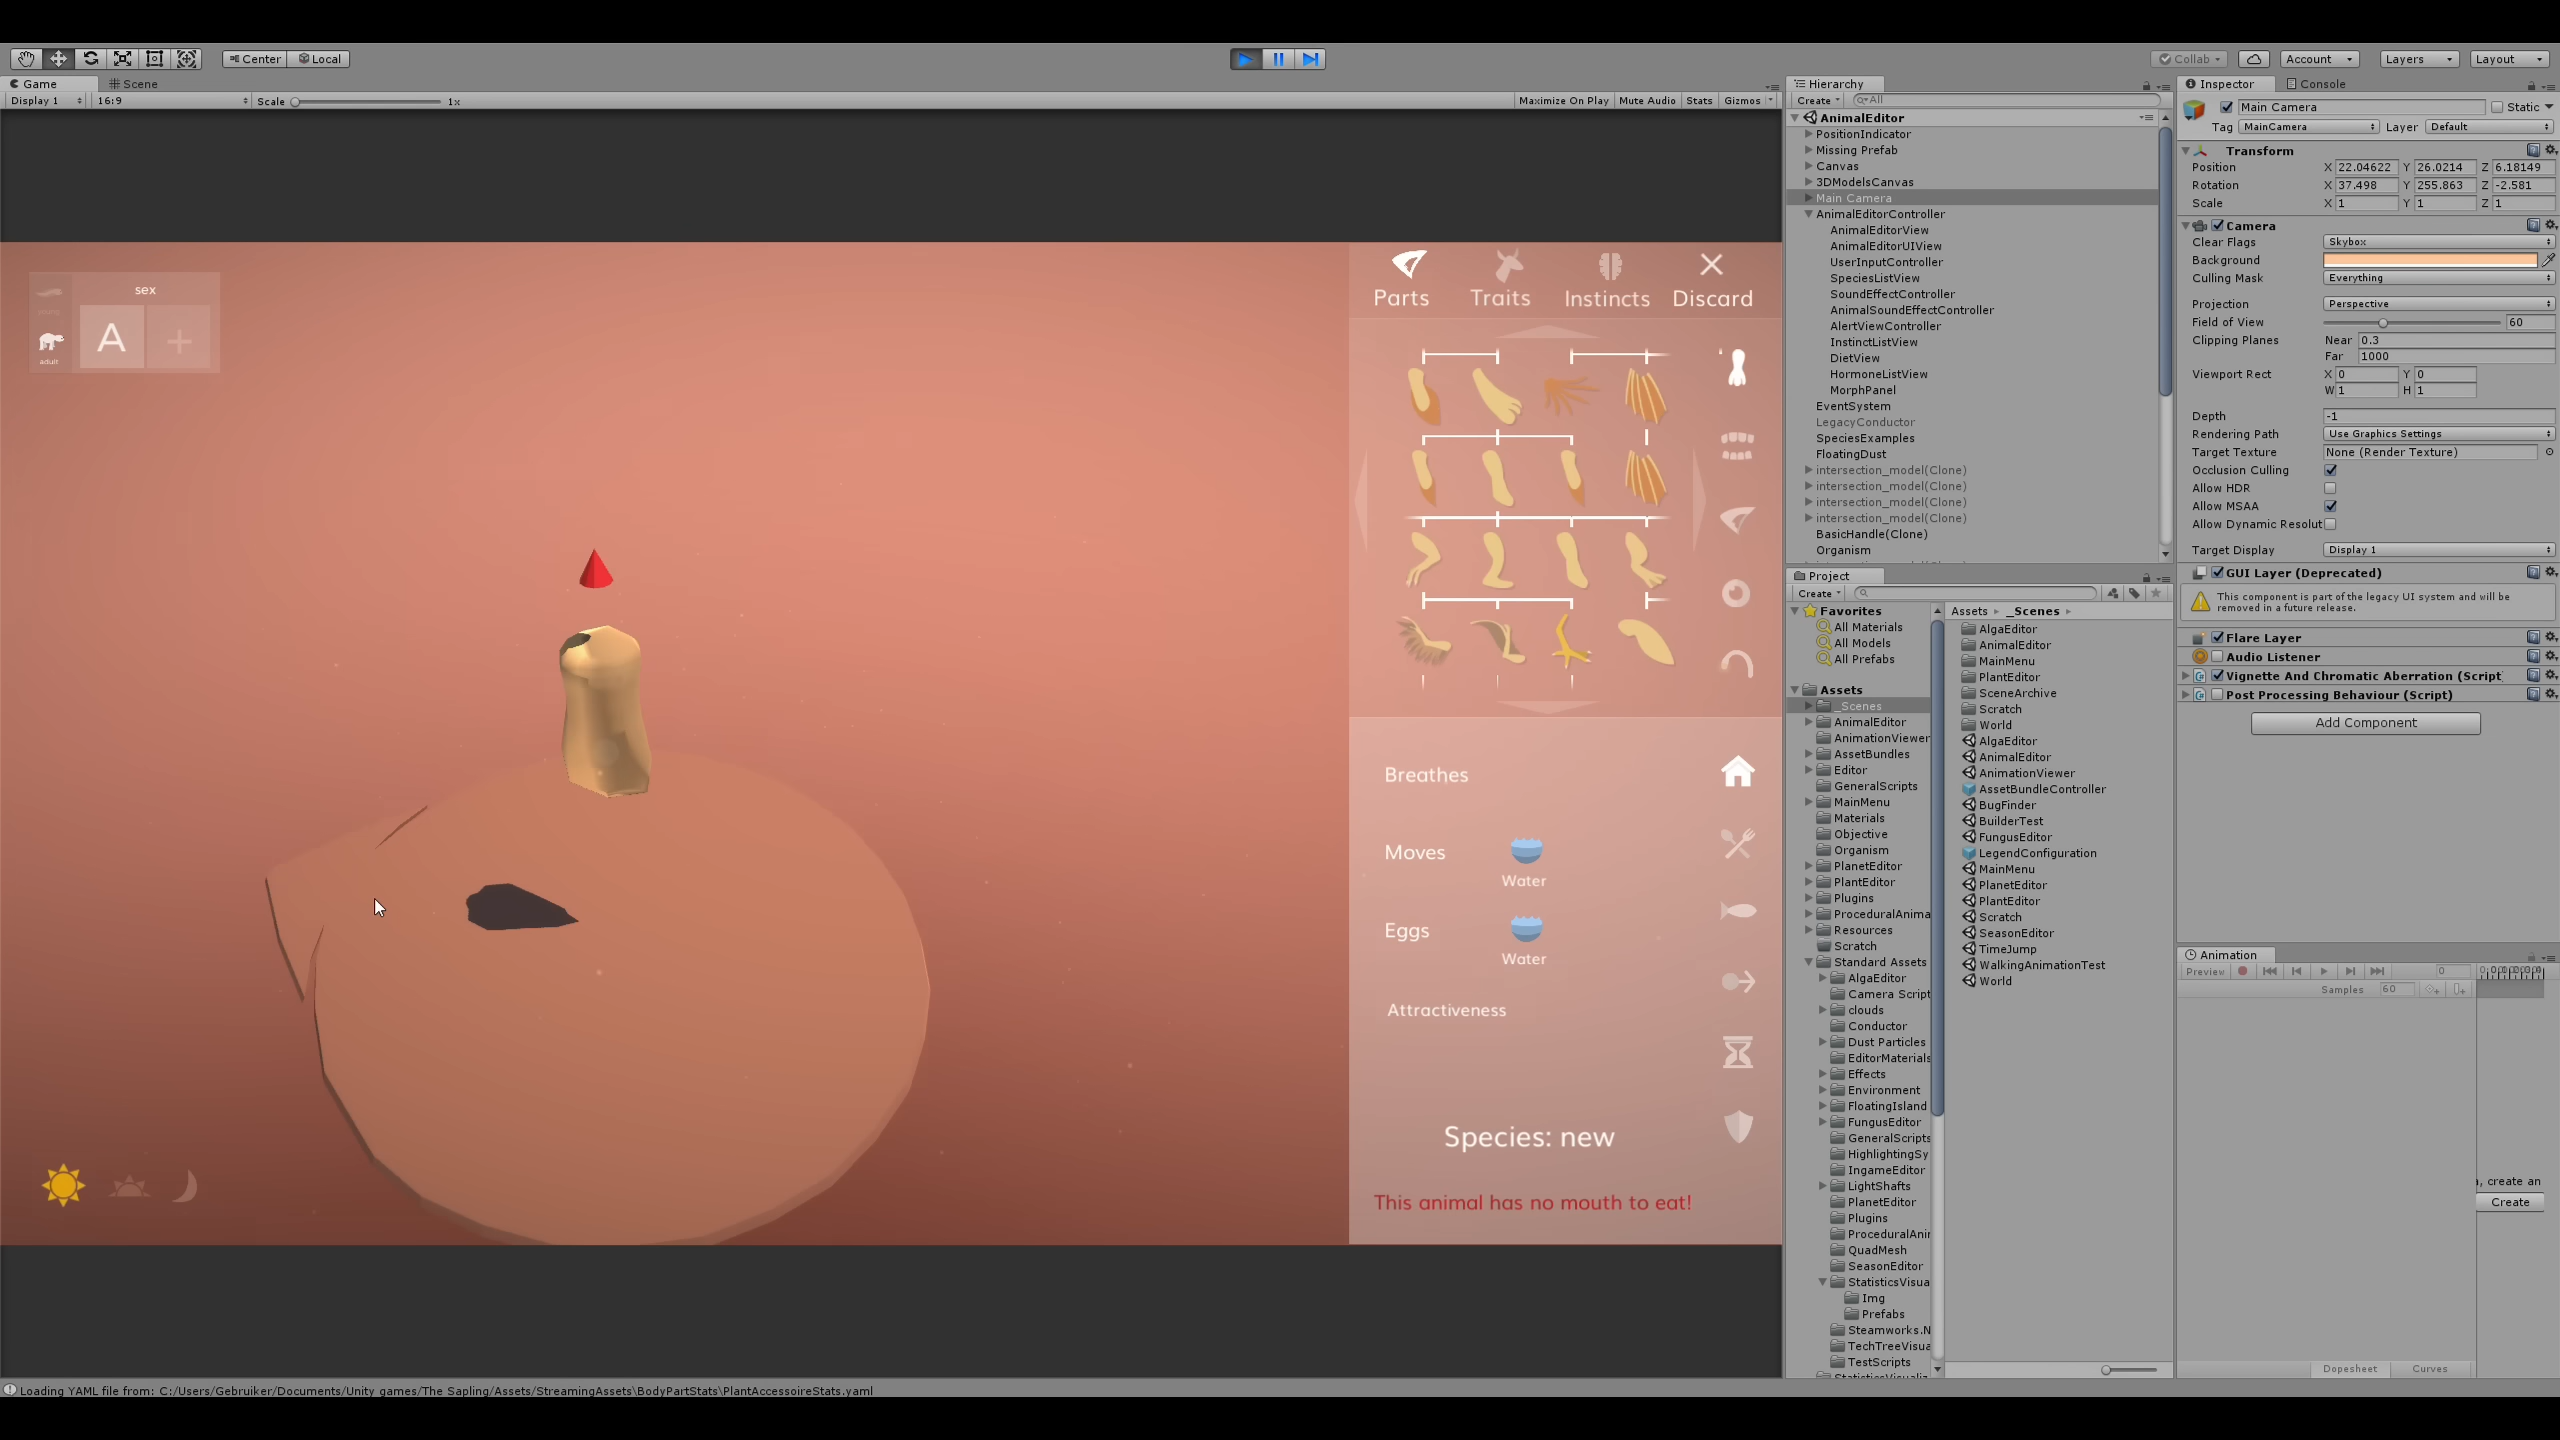 Center
Local
Collab
Account
Layers
Layout
Game
Scene
Display 1
16:9
Scale
1x
Maximize On Play
Mute Audio
Stats
Gizmos
sex
adult
A
+
Parts
Traits
Instincts
Discard
Breathes
Moves
Water
Eggs
Water
Attractiveness
Species: new
This animal has no mouth to eat!
Hierarchy
Create
All
AnimalEditor
PositionIndicator
Missing Prefab
Canvas
3DModelsCanvas
Main Camera
AnimalEditorController
AnimalEditorView
AnimalEditorUIView
UserInputController
SpeciesListView
SoundEffectController
AnimalSoundEffectController
AlertViewController
InstinctListView
DietView
HormoneListView
MorphPanel
EventSystem
LegacyConductor
SpeciesExamples
FloatingDust
intersection_model(Clone)
intersection_model(Clone)
intersection_model(Clone)
intersection_model(Clone)
BasicHandle(Clone)
Organism
Project
Create
Favorites
All Materials
All Models
All Prefabs
Assets
_Scenes
AnimalEditor
AnimationViewer
AssetBundles
Editor
GeneralScripts
MainMenu
Materials
Objective
Organism
PlanetEditor
PlantEditor
Plugins
ProceduralAnima
Resources
Scratch
Standard Assets
AlgaEditor
Camera Script
clouds
Conductor
Dust Particles
EditorMaterials
Effects
Environment
FloatingIsland
FungusEditor
GeneralScripts
HighlightingSy
IngameEditor
LightShafts
PlanetEditor
Plugins
ProceduralAni
QuadMesh
SeasonEditor
StatisticsVisua
Img
Prefabs
Steamworks.N
TechTreeVisua
TestScripts
Assets
_Scenes
AlgaEditor
AnimalEditor
MainMenu
PlantEditor
SceneArchive
Scratch
World
AlgaEditor
AnimalEditor
AnimationViewer
AssetBundleController
BugFinder
BuilderTest
FungusEditor
LegendConfiguration
MainMenu
PlanetEditor
PlantEditor
Scratch
SeasonEditor
TimeJump
WalkingAnimationTest
World
Inspector
Console
Main Camera
Static
Tag MainCamera Layer Default
Transform
Position X 22.04622 Y 26.0214 Z 6.18149
Rotation X 37.498 Y 255.863 Z -2.581
Scale X 1 Y 1 Z 1
Camera
Clear Flags Skybox
Background
Culling Mask Everything
Projection Perspective
Field of View 60
Clipping Planes Near 0.3
Far 1000
Viewport Rect X 0 Y 0
W 1 H 1
Depth -1
Rendering Path Use Graphics Settings
Target Texture None (Render Texture)
Occlusion Culling
Allow HDR
Allow MSAA
Allow Dynamic Resolut
Target Display Display 1
GUI Layer (Deprecated)
This component is part of the legacy UI system and will be
removed in a future release.
Flare Layer
Audio Listener
Vignette And Chromatic Aberration (Script
Post Processing Behaviour (Script)
Add Component
Animation
Preview
0
Samples 60
, create an
Create
Dopesheet
Curves
Loading YAML file from: C:/Users/Gebruiker/Documents/Unity games/The Sapling/Assets/StreamingAssets\BodyPartStats\PlantAccessoireStats.yaml